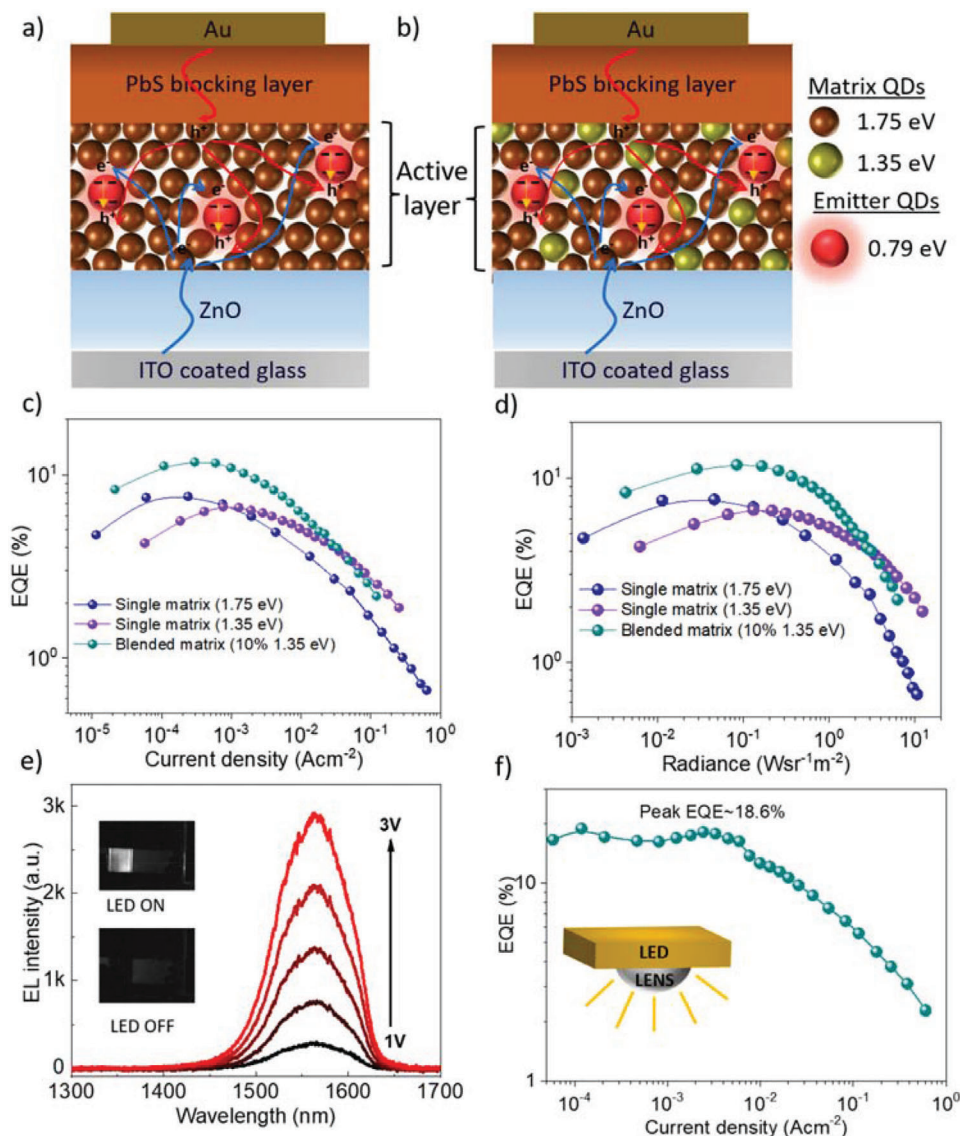 a)
Au
PbS blocking layer
h⁺
e⁻
e⁻
e⁻
h⁺
h⁺
e⁻
ZnO
ITO coated glass
Active
layer
b)
Au
PbS blocking layer
h⁺
e⁻
e⁻
e⁻
h⁺
h⁺
e⁻
ZnO
ITO coated glass
Matrix QDs
1.75 eV
1.35 eV
Emitter QDs
0.79 eV
c)
EQE (%)
10¹
10⁰
Single matrix (1.75 eV)
Single matrix (1.35 eV)
Blended matrix (10% 1.35 eV)
10⁻⁵ 10⁻⁴ 10⁻³ 10⁻² 10⁻¹ 10⁰
Current density (Acm⁻²)
d)
EQE (%)
10¹
10⁰
Single matrix (1.75 eV)
Single matrix (1.35 eV)
Blended matrix (10% 1.35 eV)
10⁻³ 10⁻² 10⁻¹ 10⁰ 10¹
Radiance (Wsr⁻¹m⁻²)
e)
EL intensity (a.u.)
3k
2k
1k
0
LED ON
LED OFF
3V
1V
1300 1400 1500 1600 1700
Wavelength (nm)
f)
EQE (%)
10
1
Peak EQE~18.6%
LED
LENS
10⁻⁴ 10⁻³ 10⁻² 10⁻¹ 10⁰
Current density (Acm⁻²)